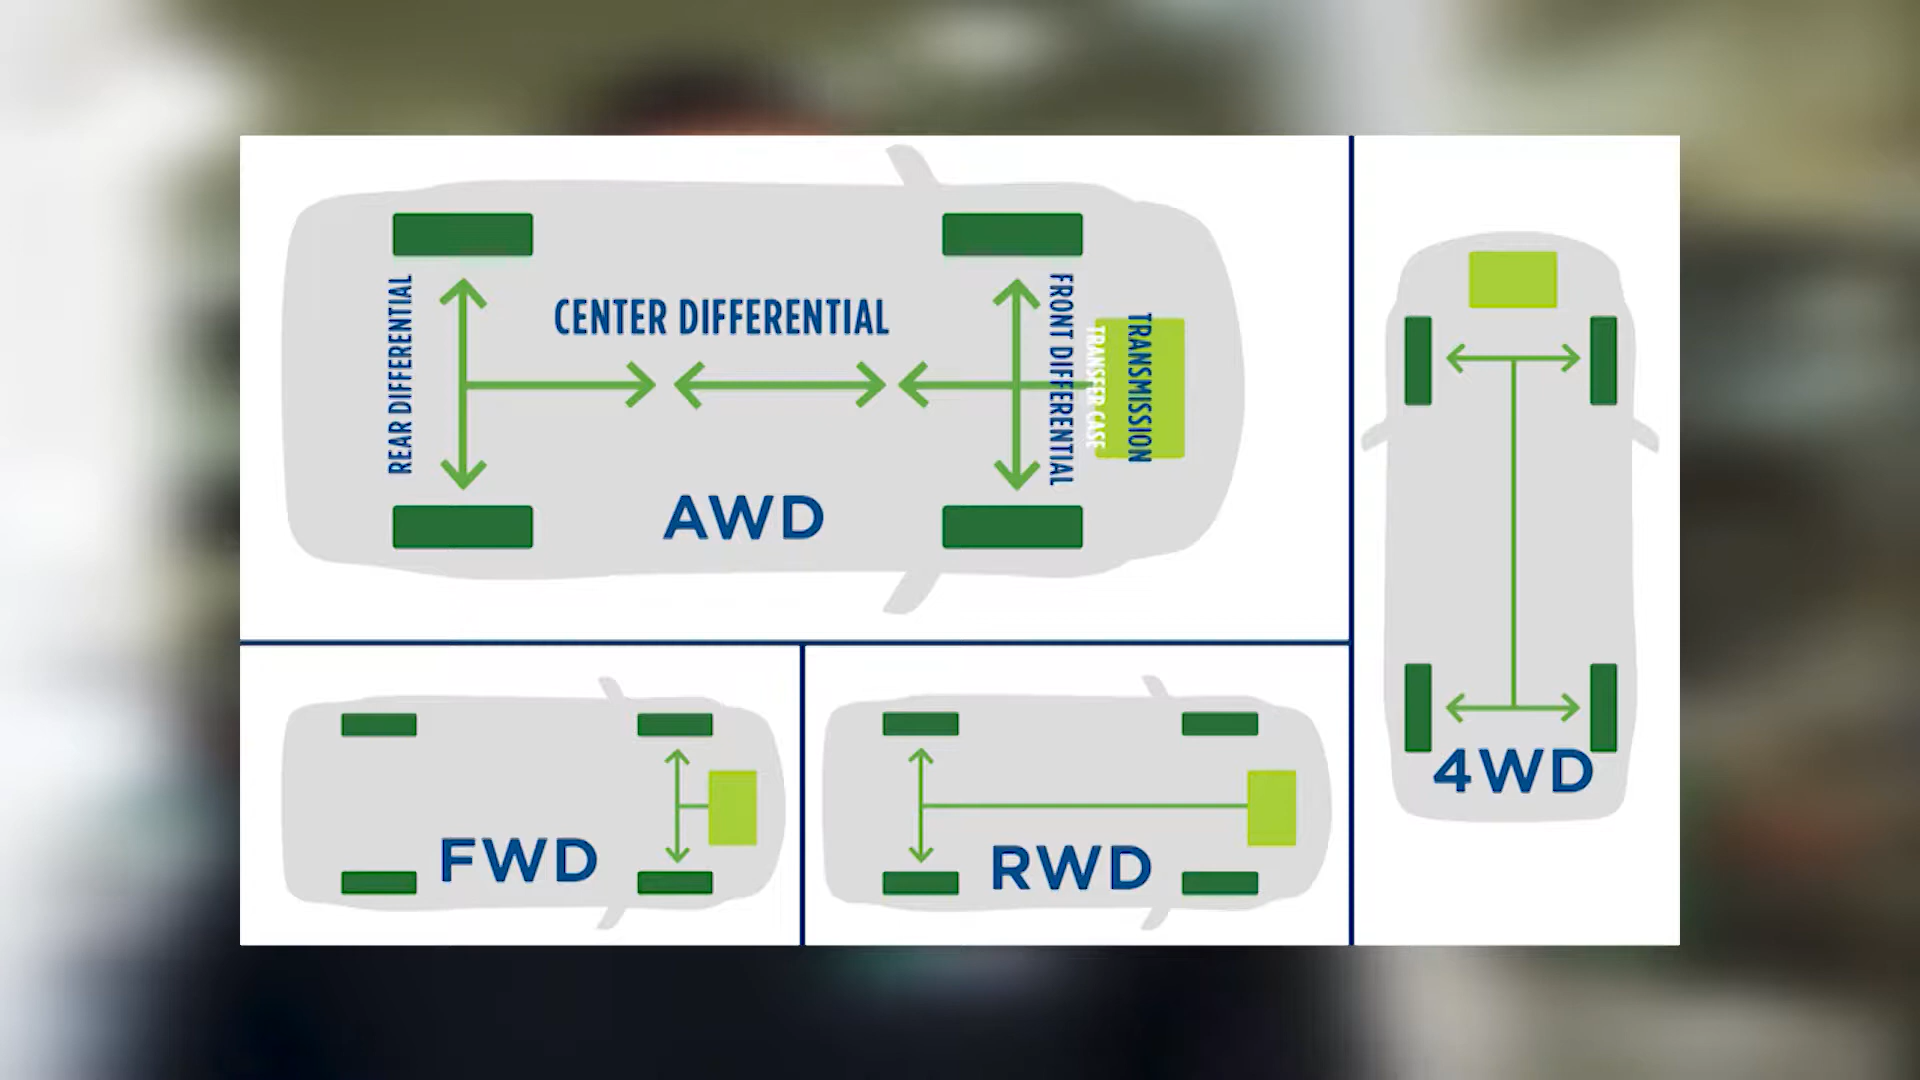 REAR DIFFERENTIAL
CENTER DIFFERENTIAL
FRONT DIFFERENTIAL
TRANSFER CASE
TRANSMISSION
AWD
4WD
FWD
RWD